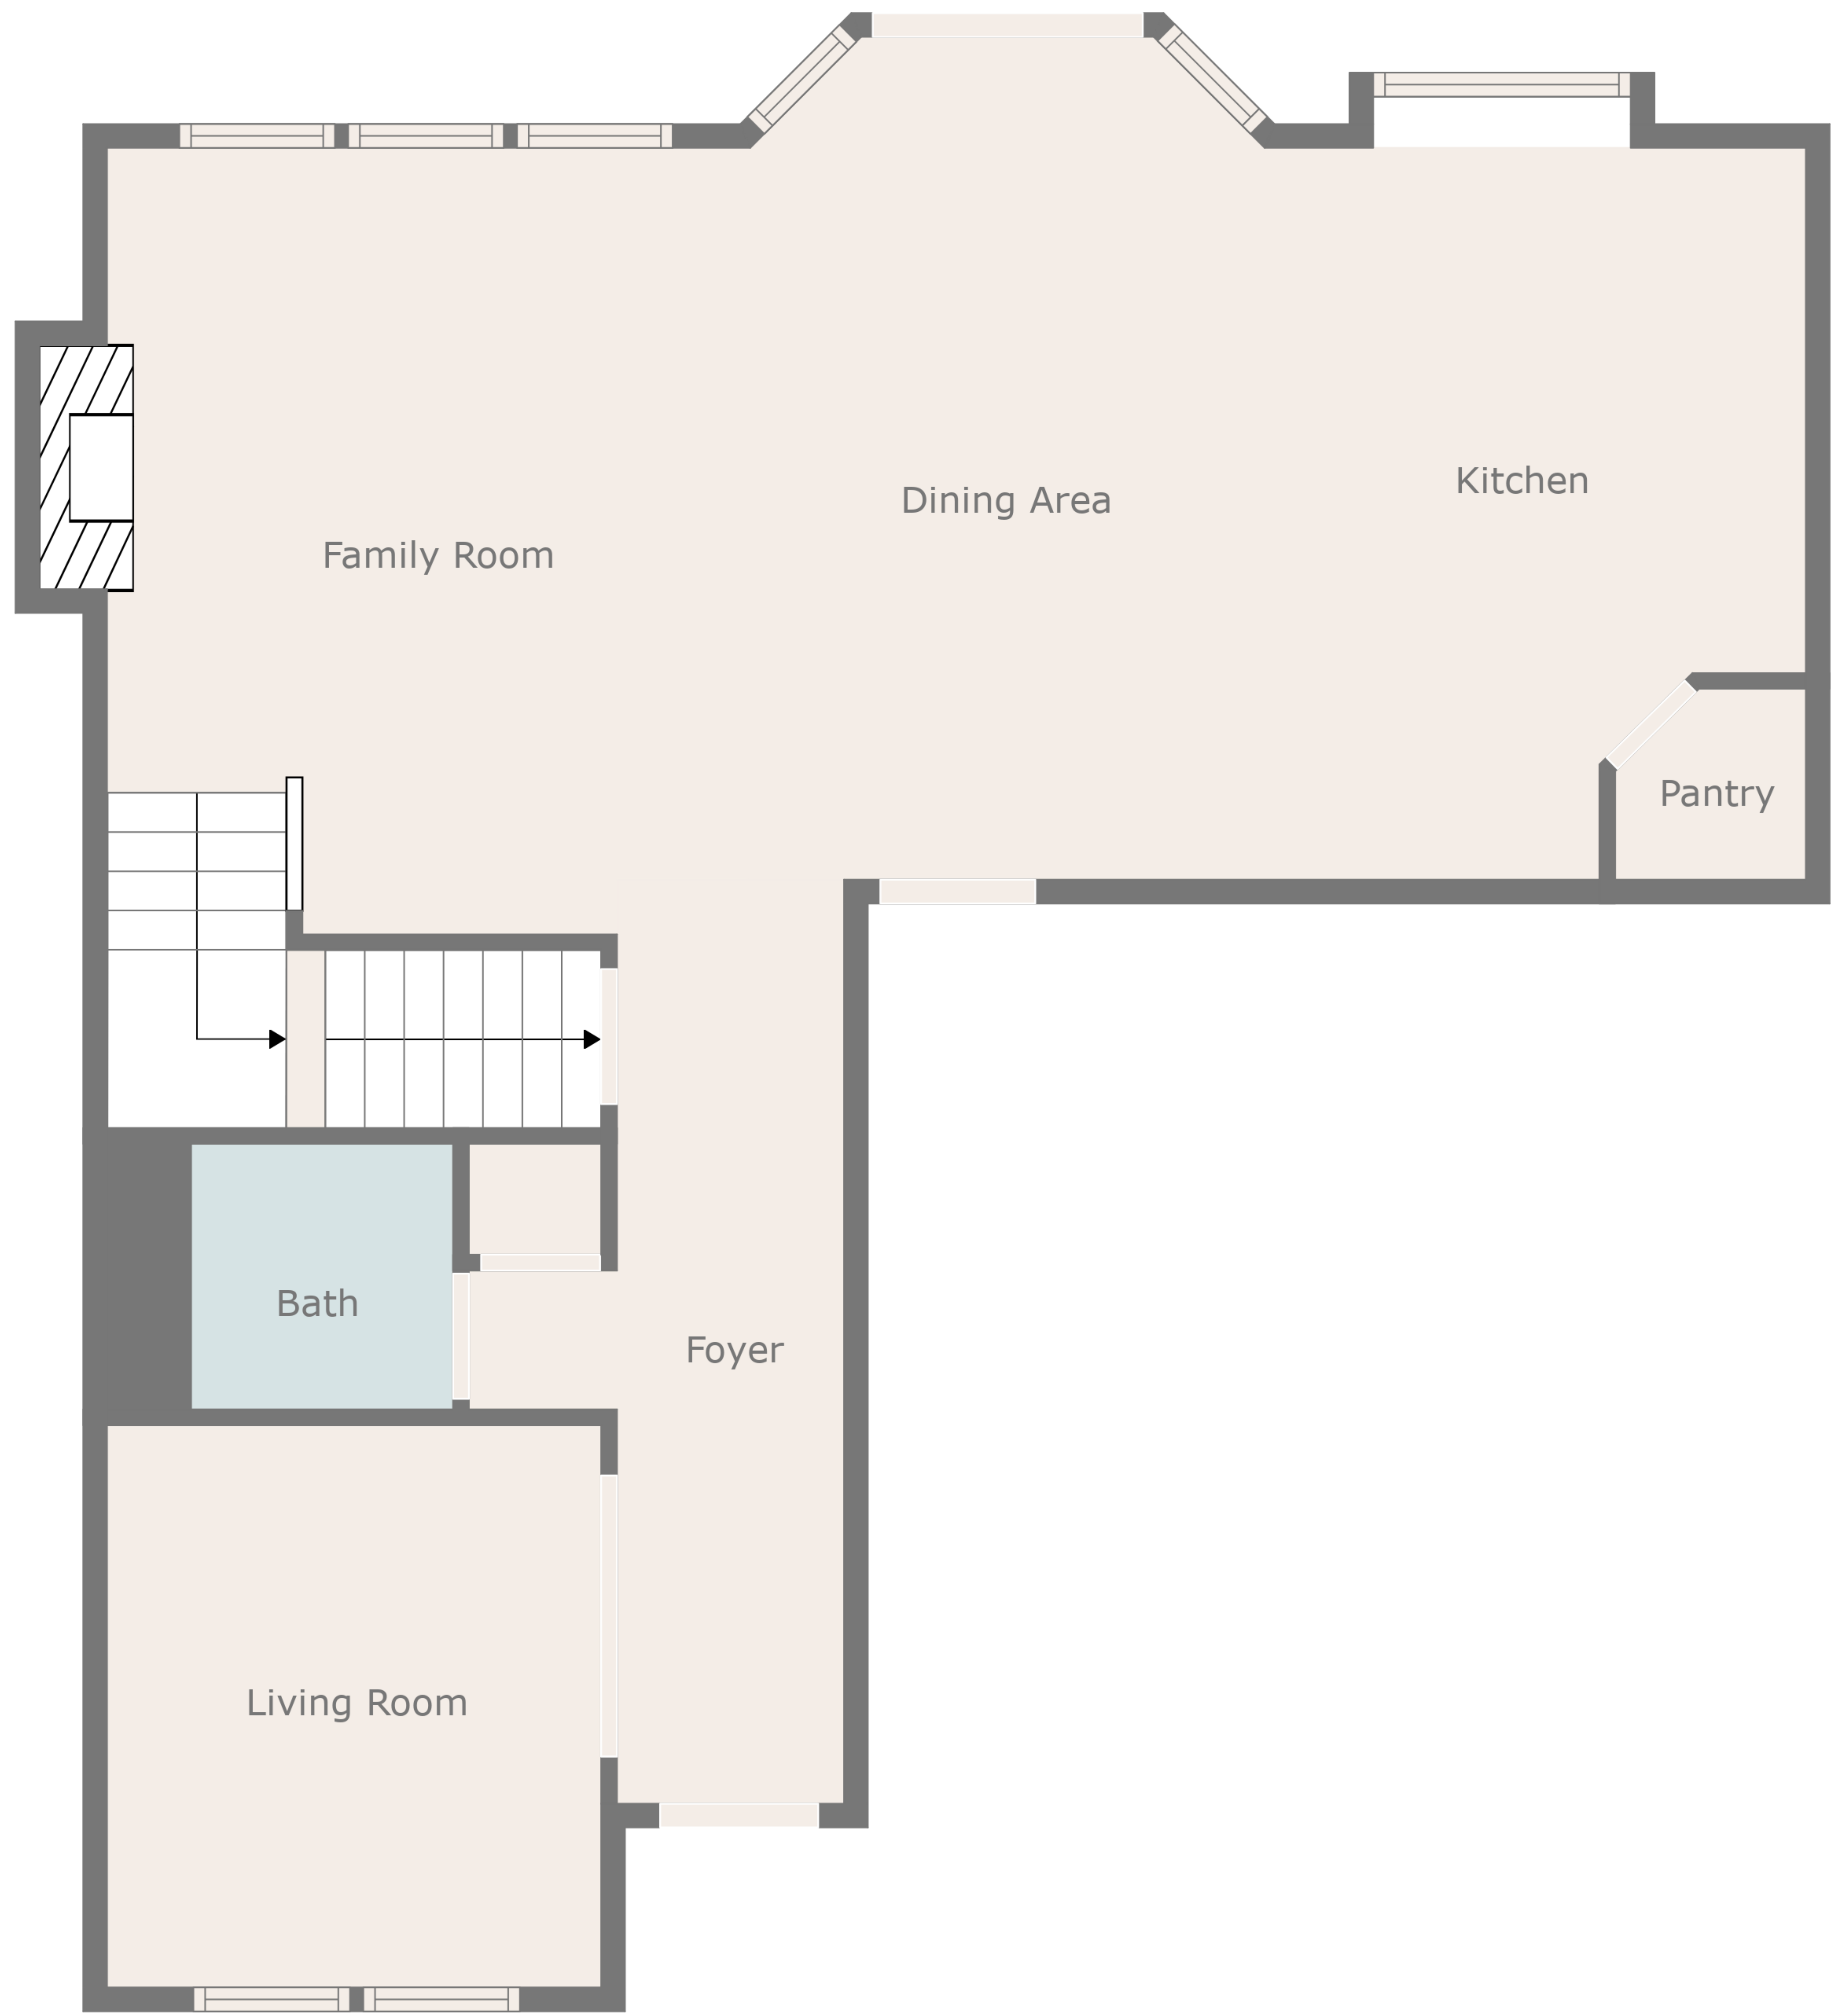 Kitchen
Dining Area
Family Room
Pantry
Bath
Foyer
Living Room